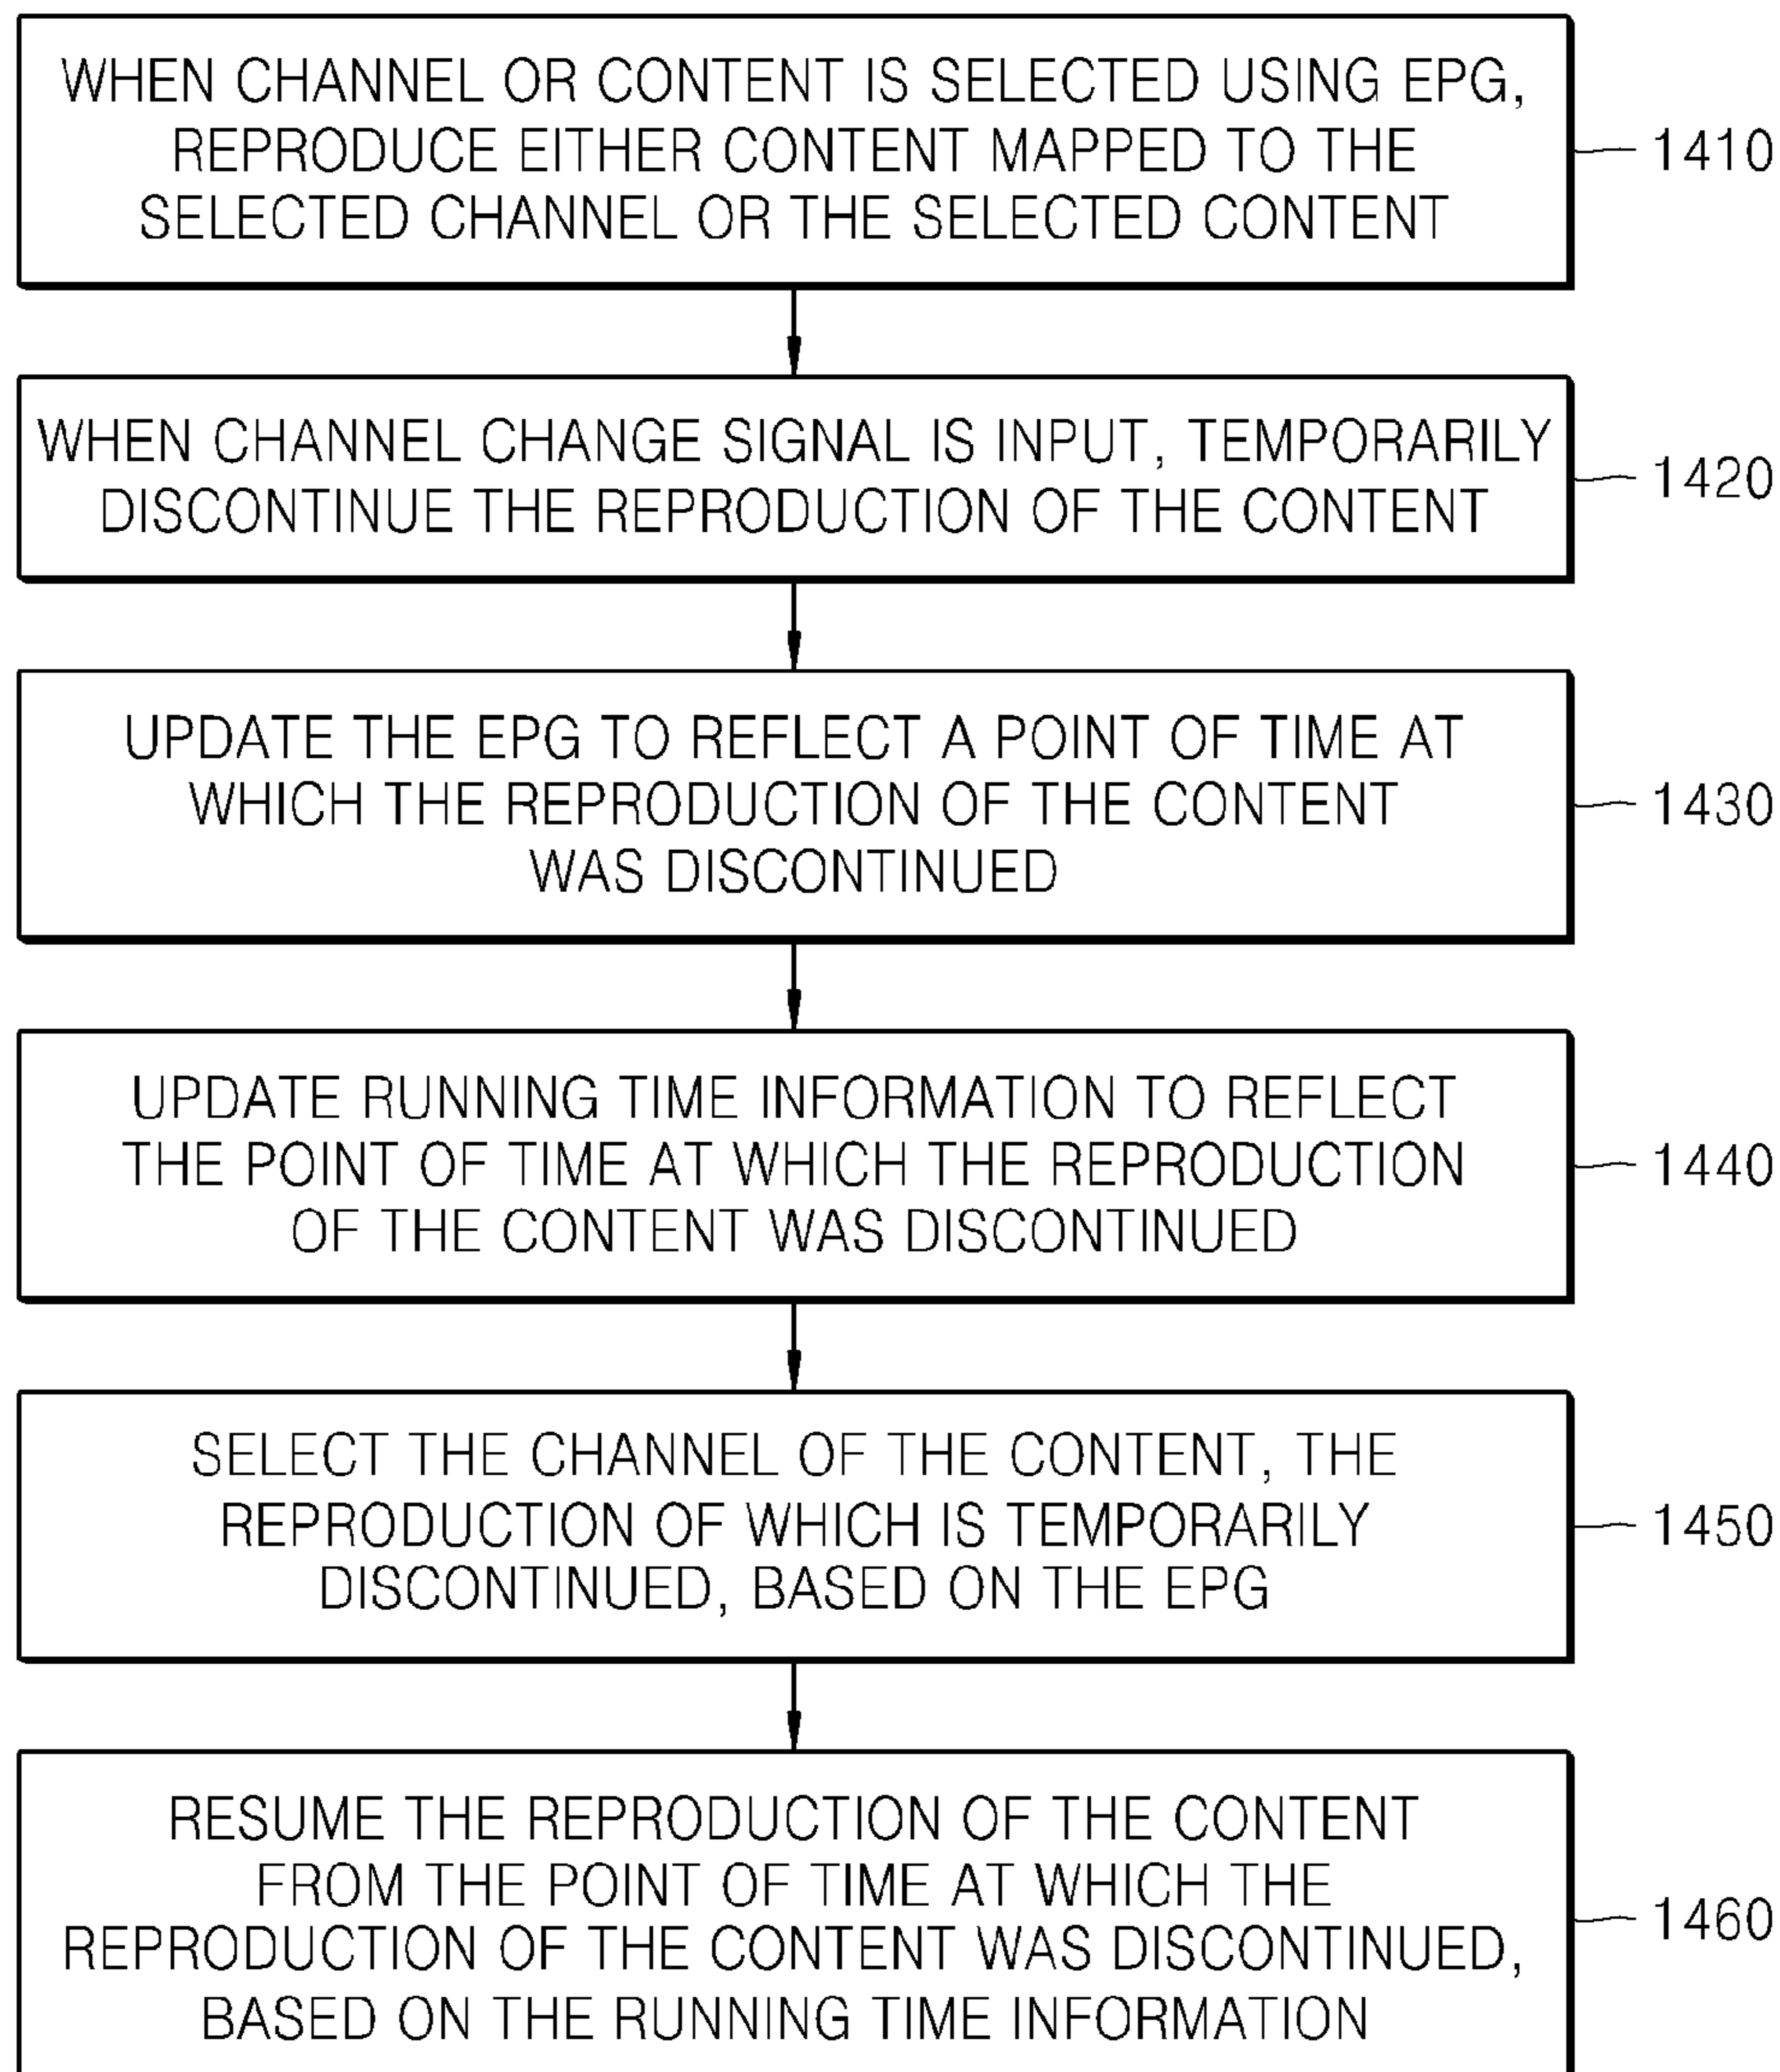 WHEN CHANNEL OR CONTENT IS SELECTED USING EPG,
REPRODUCE EITHER CONTENT MAPPED TO THE
SELECTED CHANNEL OR THE SELECTED CONTENT
1410
WHEN CHANNEL CHANGE SIGNAL IS INPUT, TEMPORARILY
DISCONTINUE THE REPRODUCTION OF THE CONTENT
1420
UPDATE THE EPG TO REFLECT A POINT OF TIME AT
WHICH THE REPRODUCTION OF THE CONTENT
WAS DISCONTINUED
1430
UPDATE RUNNING TIME INFORMATION TO REFLECT
THE POINT OF TIME AT WHICH THE REPRODUCTION
OF THE CONTENT WAS DISCONTINUED
1440
SELECT THE CHANNEL OF THE CONTENT, THE
REPRODUCTION OF WHICH IS TEMPORARILY
DISCONTINUED, BASED ON THE EPG
1450
RESUME THE REPRODUCTION OF THE CONTENT
FROM THE POINT OF TIME AT WHICH THE
REPRODUCTION OF THE CONTENT WAS DISCONTINUED,
BASED ON THE RUNNING TIME INFORMATION
1460